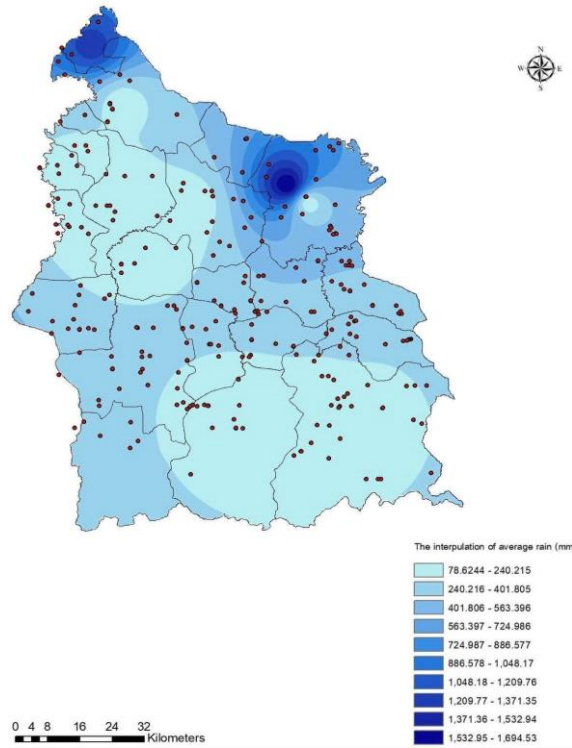 N
W E
S
The interpulation of average rain (mm
78.6244 - 240.215
240.216 - 401.805
401.806 - 563.396
563.397 - 724.986
724.987 - 886.577
886.578 - 1,048.17
1,048.18 - 1,209.76
1,209.77 - 1,371.35
1,371.36 - 1,532.94
1,532.95 - 1,694.53
0 4 8 16 24 32
Kilometers